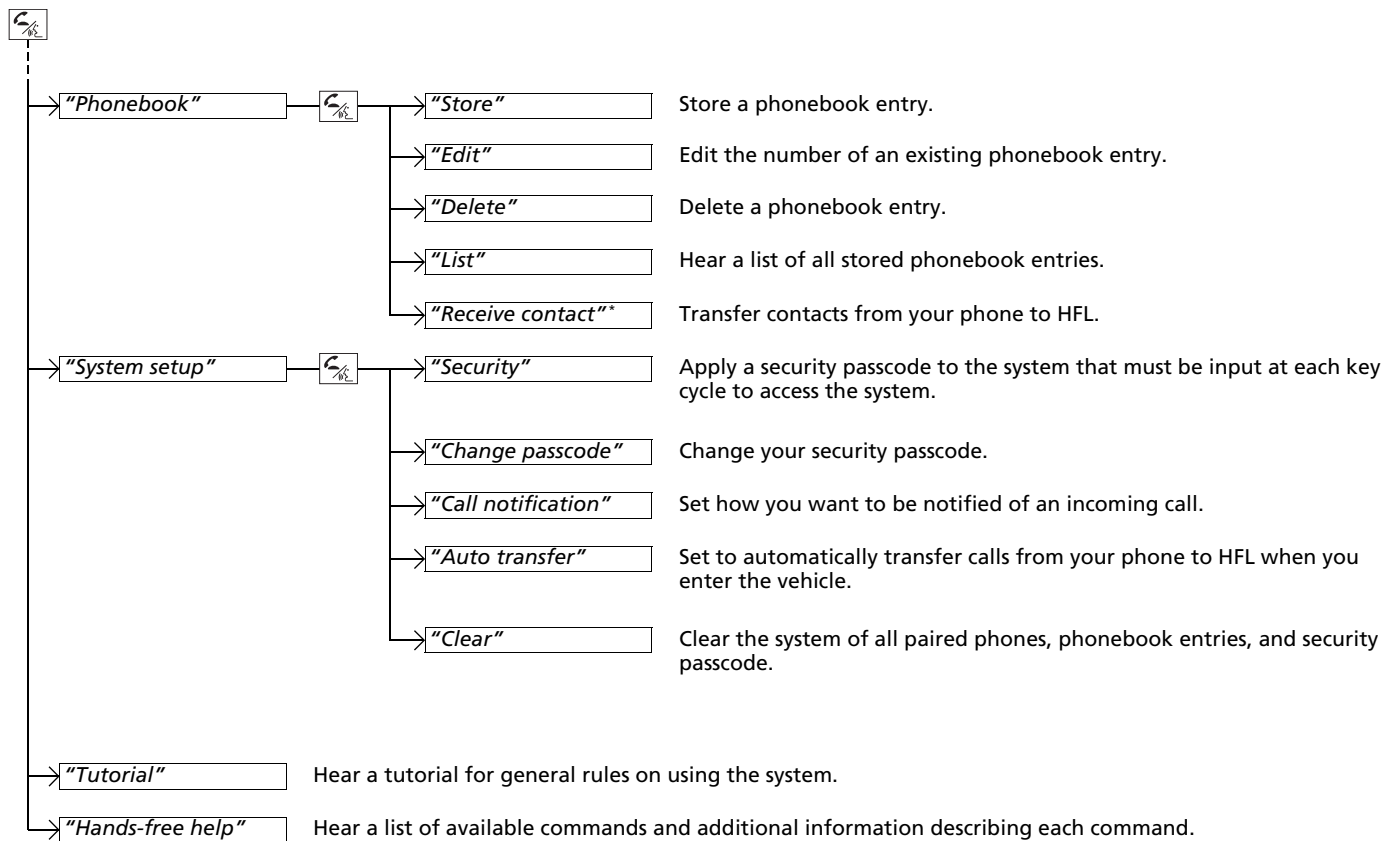 "Phonebook"
"Store" Store a phonebook entry.
"Edit" Edit the number of an existing phonebook entry.
"Delete" Delete a phonebook entry.
"List" Hear a list of all stored phonebook entries.
"Receive contact"* Transfer contacts from your phone to HFL.
"System setup"
"Security" Apply a security passcode to the system that must be input at each key
cycle to access the system.
"Change passcode" Change your security passcode.
"Call notification" Set how you want to be notified of an incoming call.
"Auto transfer" Set to automatically transfer calls from your phone to HFL when you
enter the vehicle.
"Clear" Clear the system of all paired phones, phonebook entries, and security
passcode.
"Tutorial" Hear a tutorial for general rules on using the system.
"Hands-free help" Hear a list of available commands and additional information describing each command.